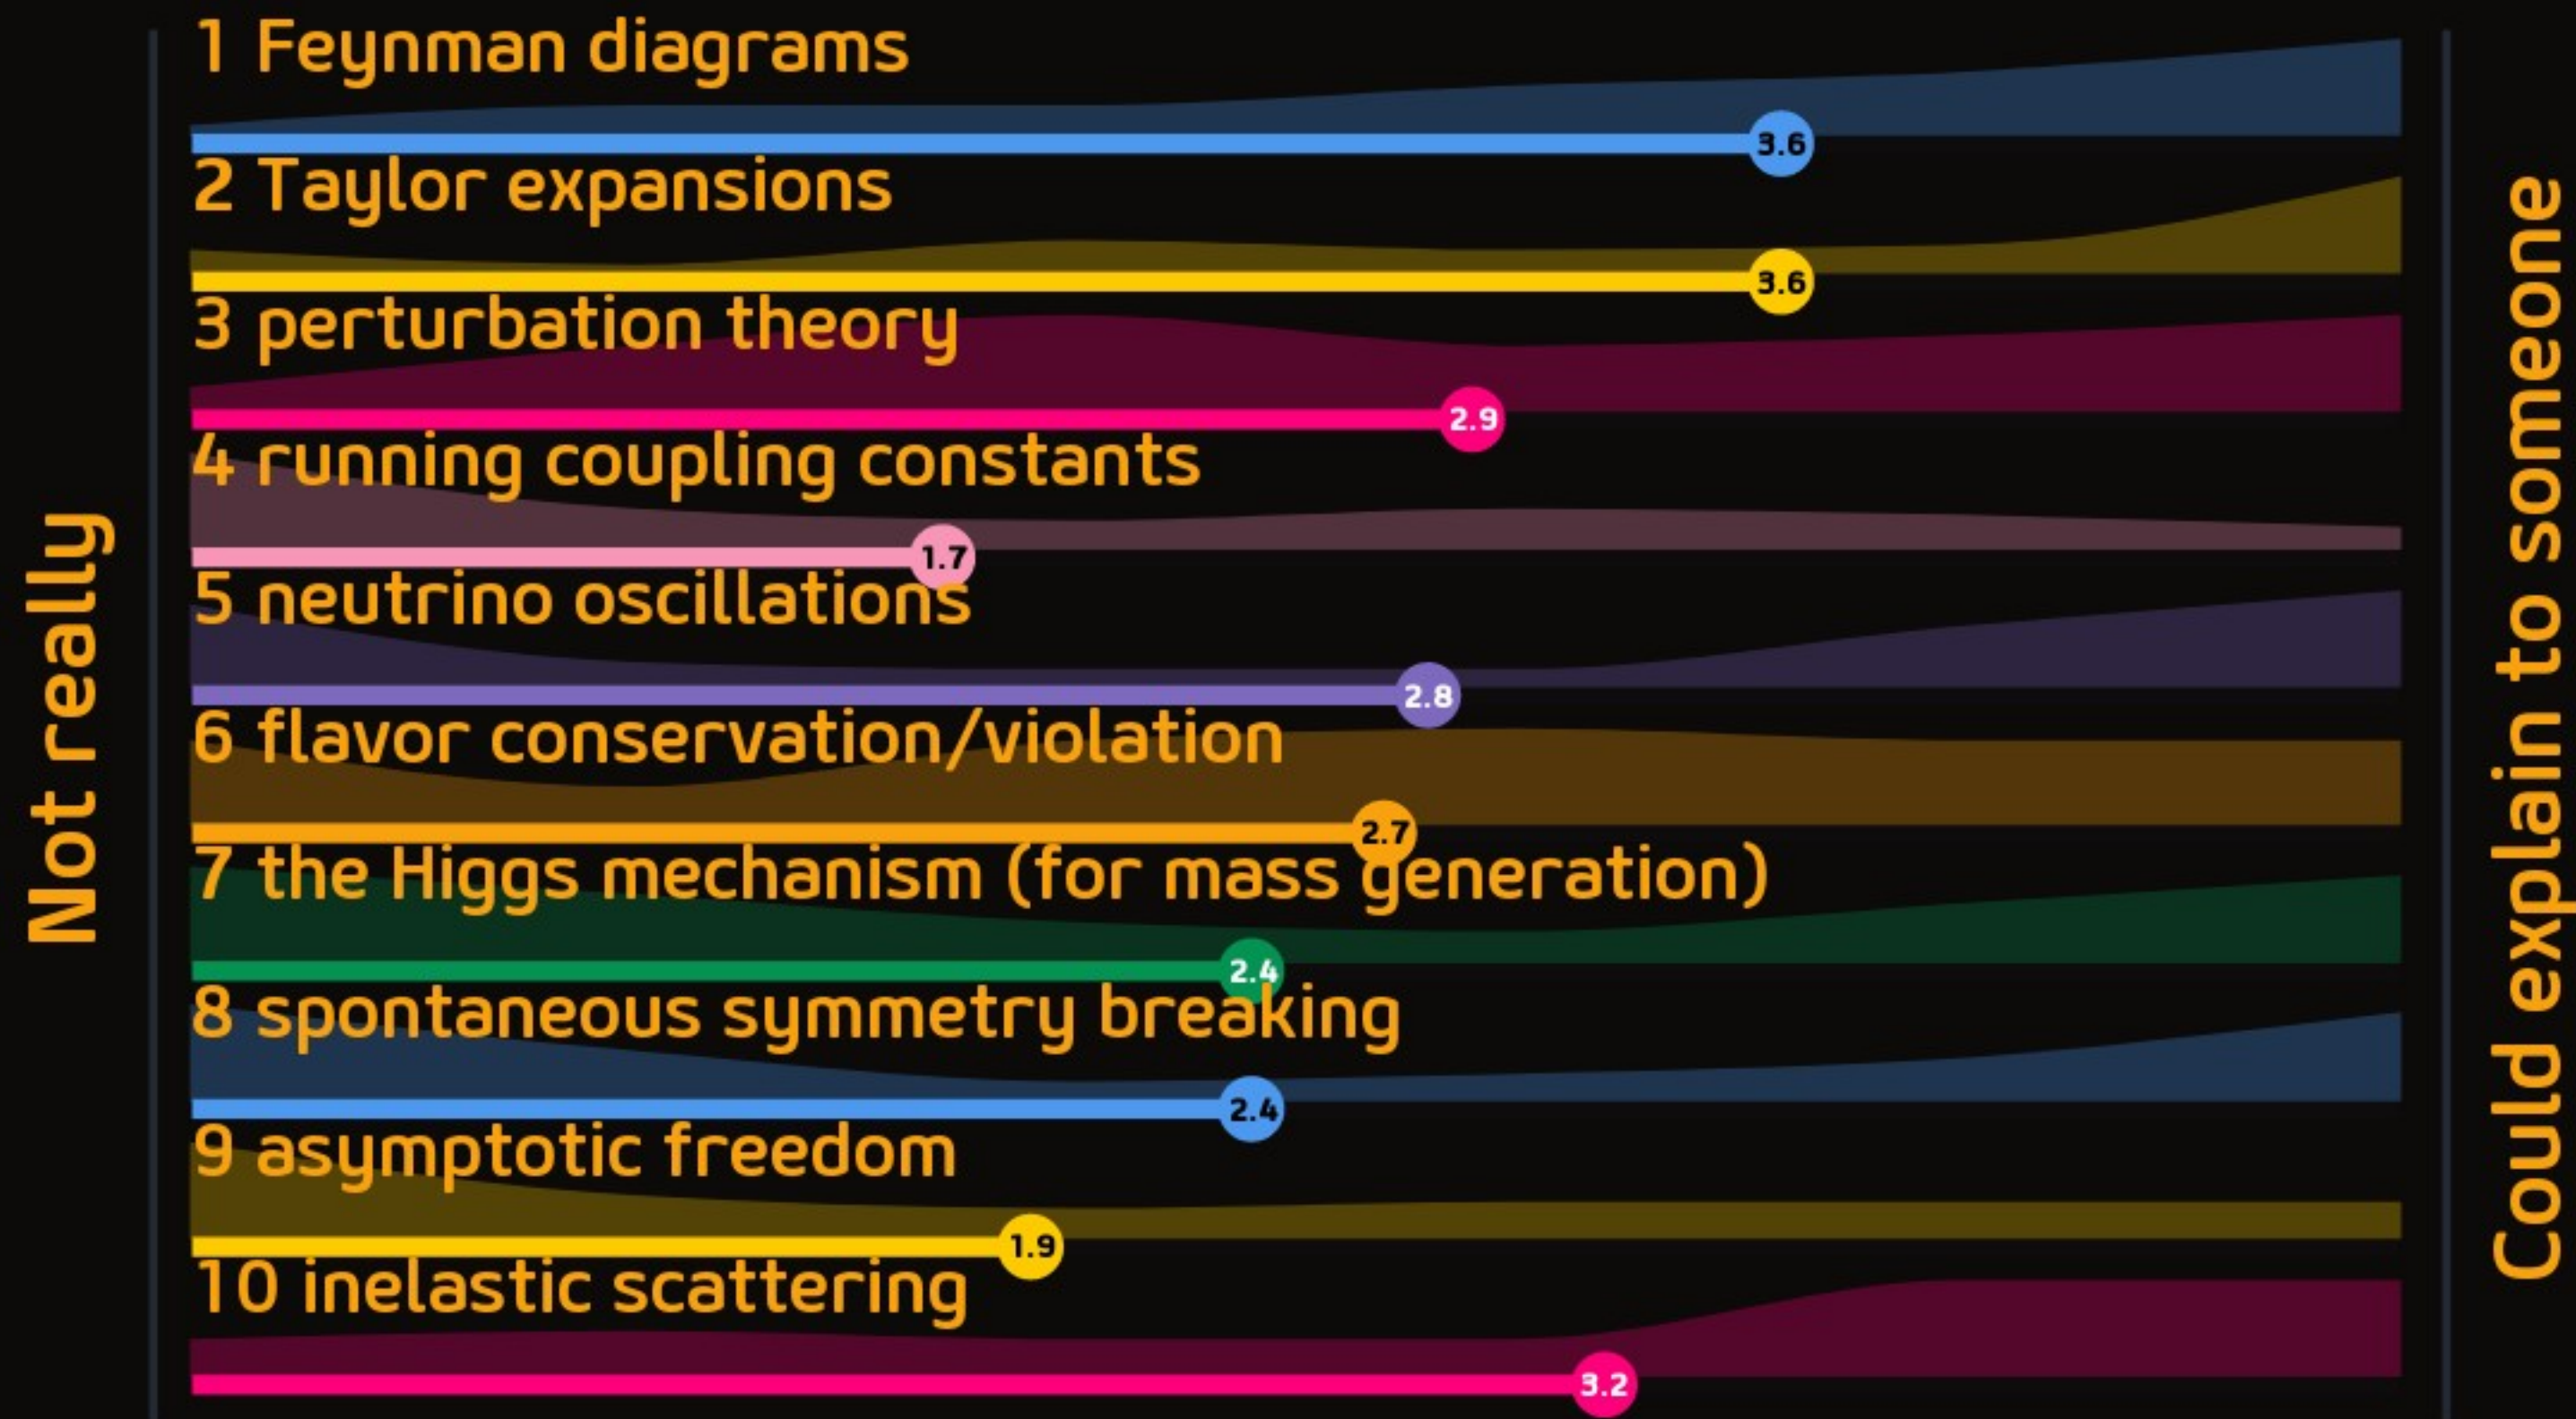 1 Feynman diagrams
3.6
2 Taylor expansions
3.6
3 perturbation theory
2.9
4 running coupling constants
1.7
5 neutrino oscillations
2.8
6 flavor conservation/violation
2.7
7 the Higgs mechanism (for mass generation)
2.4
8 spontaneous symmetry breaking
2.4
9 asymptotic freedom
1.9
10 inelastic scattering
3.2
Not really
Could explain to someone